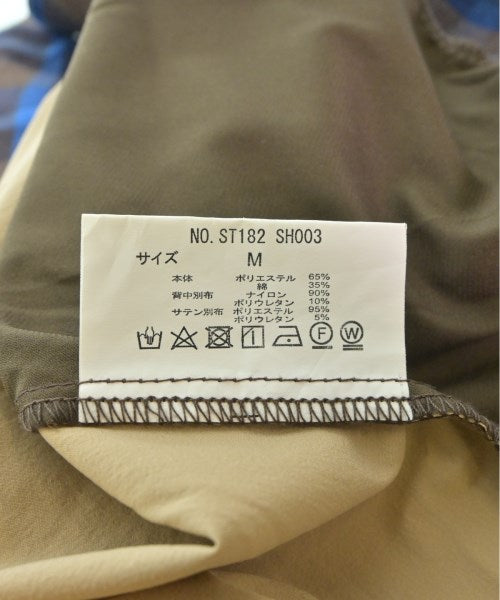 NO. ST182 SH003
サイズ M
本体 ポリエステル 65%
綿 35%
背中別布 ナイロン 90%
ポリウレタン 10%
サテン別布 ポリエステル 95%
ポリウレタン 5%
F W